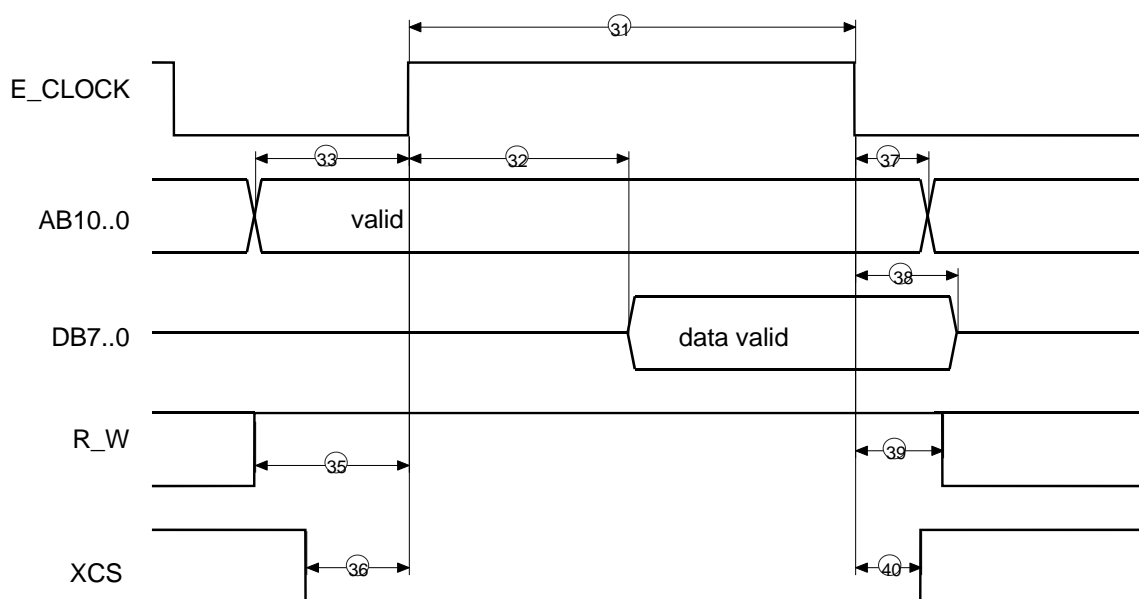 31
E_CLOCK
33
32
37
AB10..0
valid
38
DB7..0
data valid
R_W
35
39
XCS
36
40